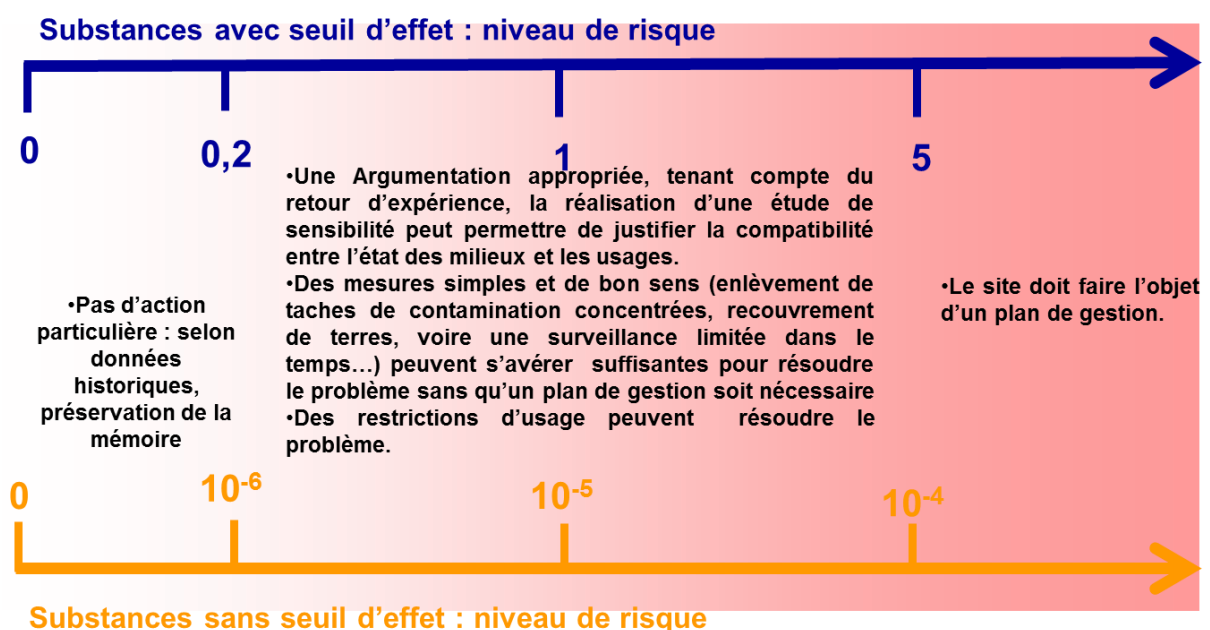 Substances avec seuil d’effet : niveau de risque
0
0,2
1
5
•Une Argumentation appropriée, tenant compte du
retour d’expérience, la réalisation d’une étude de
sensibilité peut permettre de justifier la compatibilité
entre l’état des milieux et les usages.
•Des mesures simples et de bon sens (enlèvement de
taches de contamination concentrées, recouvrement
de terres, voire une surveillance limitée dans le
temps…) peuvent s’avérer suffisantes pour résoudre
le problème sans qu’un plan de gestion soit nécessaire
•Des restrictions d’usage peuvent résoudre le
problème.
•Pas d’action
particulière : selon
données
historiques,
préservation de la
mémoire
•Le site doit faire l’objet
d’un plan de gestion.
0
10⁻⁶
10⁻⁵
10⁻⁴
Substances sans seuil d’effet : niveau de risque